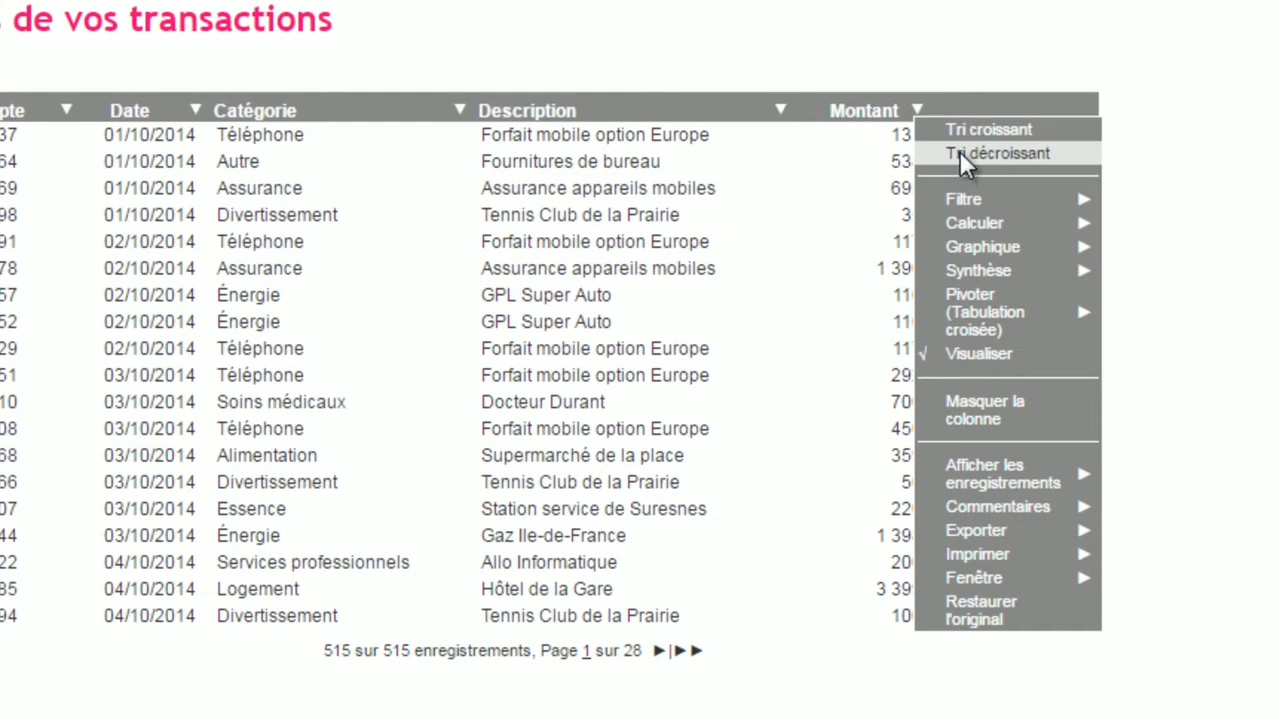 de vos transactions
pte Date Catégorie Description Montant
37 01/10/2014 Téléphone Forfait mobile option Europe 13
64 01/10/2014 Autre Fournitures de bureau 53
69 01/10/2014 Assurance Assurance appareils mobiles 69
98 01/10/2014 Divertissement Tennis Club de la Prairie 3
91 02/10/2014 Téléphone Forfait mobile option Europe 11
78 02/10/2014 Assurance Assurance appareils mobiles 1 39
57 02/10/2014 Énergie GPL Super Auto 11
52 02/10/2014 Énergie GPL Super Auto 11
29 02/10/2014 Téléphone Forfait mobile option Europe 11
51 03/10/2014 Téléphone Forfait mobile option Europe 29
10 03/10/2014 Soins médicaux Docteur Durant 70
08 03/10/2014 Téléphone Forfait mobile option Europe 45
68 03/10/2014 Alimentation Supermarché de la place 35
66 03/10/2014 Divertissement Tennis Club de la Prairie 5
07 03/10/2014 Essence Station service de Suresnes 22
44 03/10/2014 Énergie Gaz Ile-de-France 1 39
22 04/10/2014 Services professionnels Allo Informatique 20
85 04/10/2014 Logement Hôtel de la Gare 3 39
94 04/10/2014 Divertissement Tennis Club de la Prairie 10
515 sur 515 enregistrements, Page 1 sur 28
Tri croissant
Tri décroissant
Filtre
Calculer
Graphique
Synthèse
Pivoter
(Tabulation
croisée)
√ Visualiser
Masquer la
colonne
Afficher les
enregistrements
Commentaires
Exporter
Imprimer
Fenêtre
Restaurer
l'original